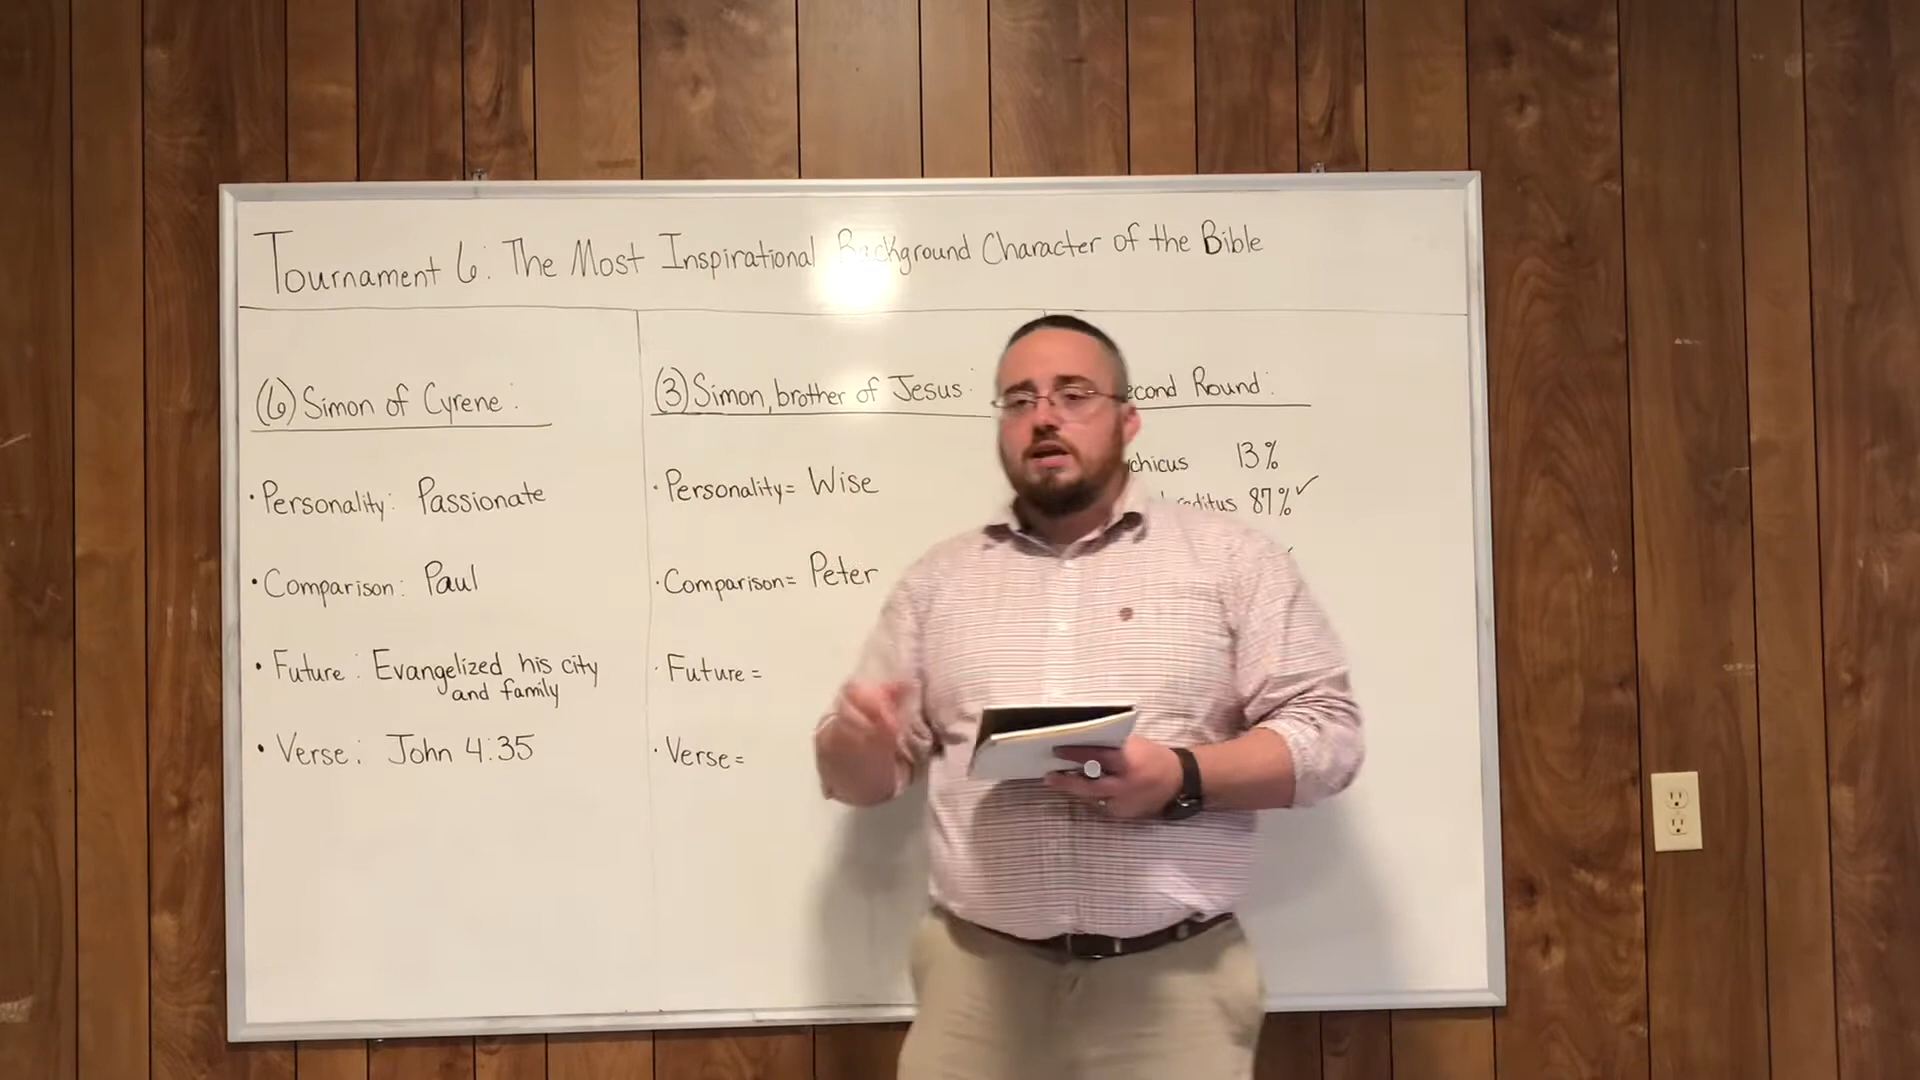 Tournament 6: The Most Inspirational Background Character of the Bible
(6) Simon of Cyrene:
• Personality: Passionate
• Comparison: Paul
• Future: Evangelized his city
and family
• Verse: John 4:35
(3) Simon, brother of Jesus:
• Personality= Wise
• Comparison= Peter
• Future=
• Verse=
econd Round:
chicus 13%
ditus 87% ✓